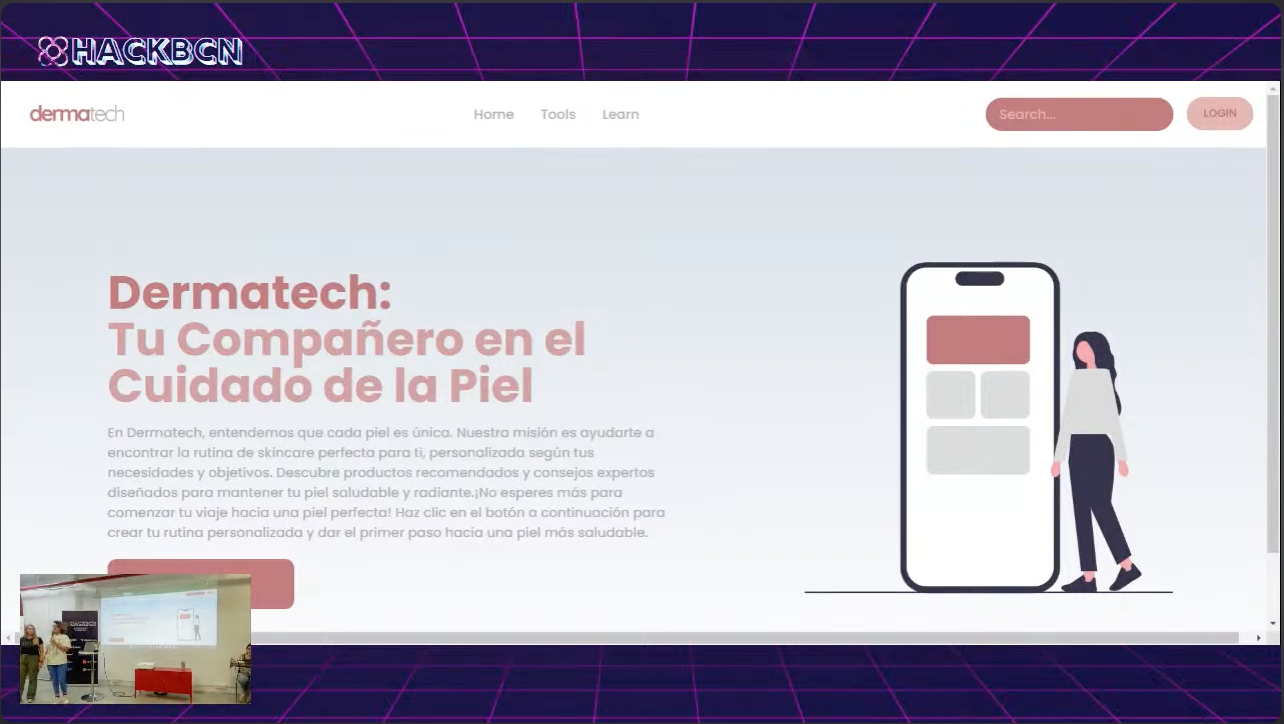 HACKBCN
dermatech
Home Tools Learn
Search...
LOGIN
Dermatech:
Tu Compañero en el
Cuidado de la Piel
En Dermatech, entendemos que cada piel es única. Nuestra misión es ayudarte a
encontrar la rutina de skincare perfecta para ti, personalizada según tus
necesidades y objetivos. Descubre productos recomendados y consejos expertos
diseñados para mantener tu piel saludable y radiante.¡No esperes más para
comenzar tu viaje hacia una piel perfecta! Haz clic en el botón a continuación para
crear tu rutina personalizada y dar el primer paso hacia una piel más saludable.
HACKBCN